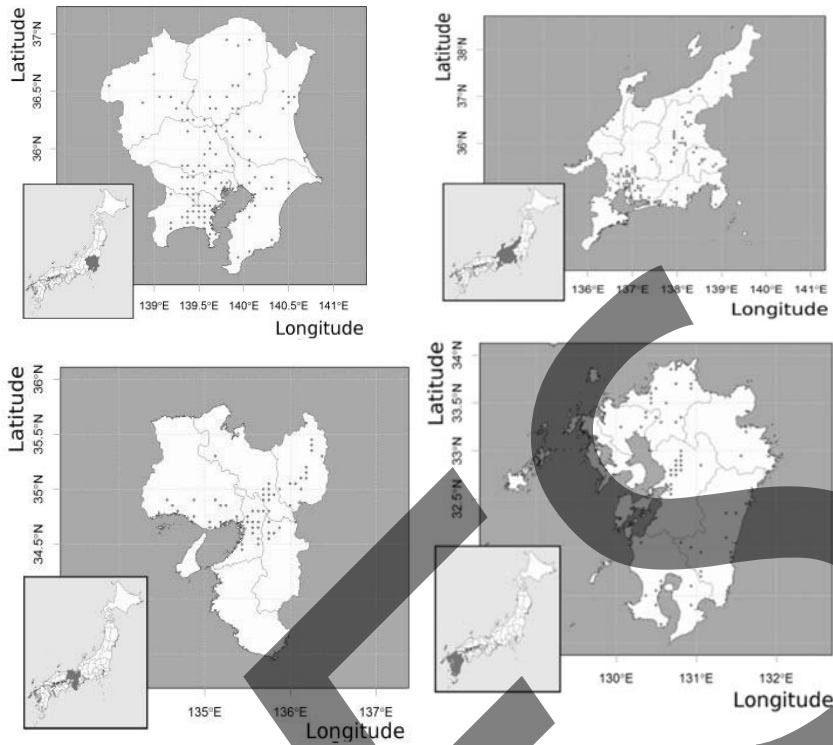 Latitude
37°N
36.5°N
36°N
139°E 139.5°E 140°E 140.5°E 141°E
Longitude
Latitude
38°N
37°N
36°N
136°E 137°E 138°E 139°E 140°E 141°E
Longitude
Latitude
36°N
35.5°N
35°N
34.5°N
135°E 136°E 137°E
Longitude
Latitude
34°N
33.5°N
33°N
32.5°N
130°E 131°E 132°E
Longitude